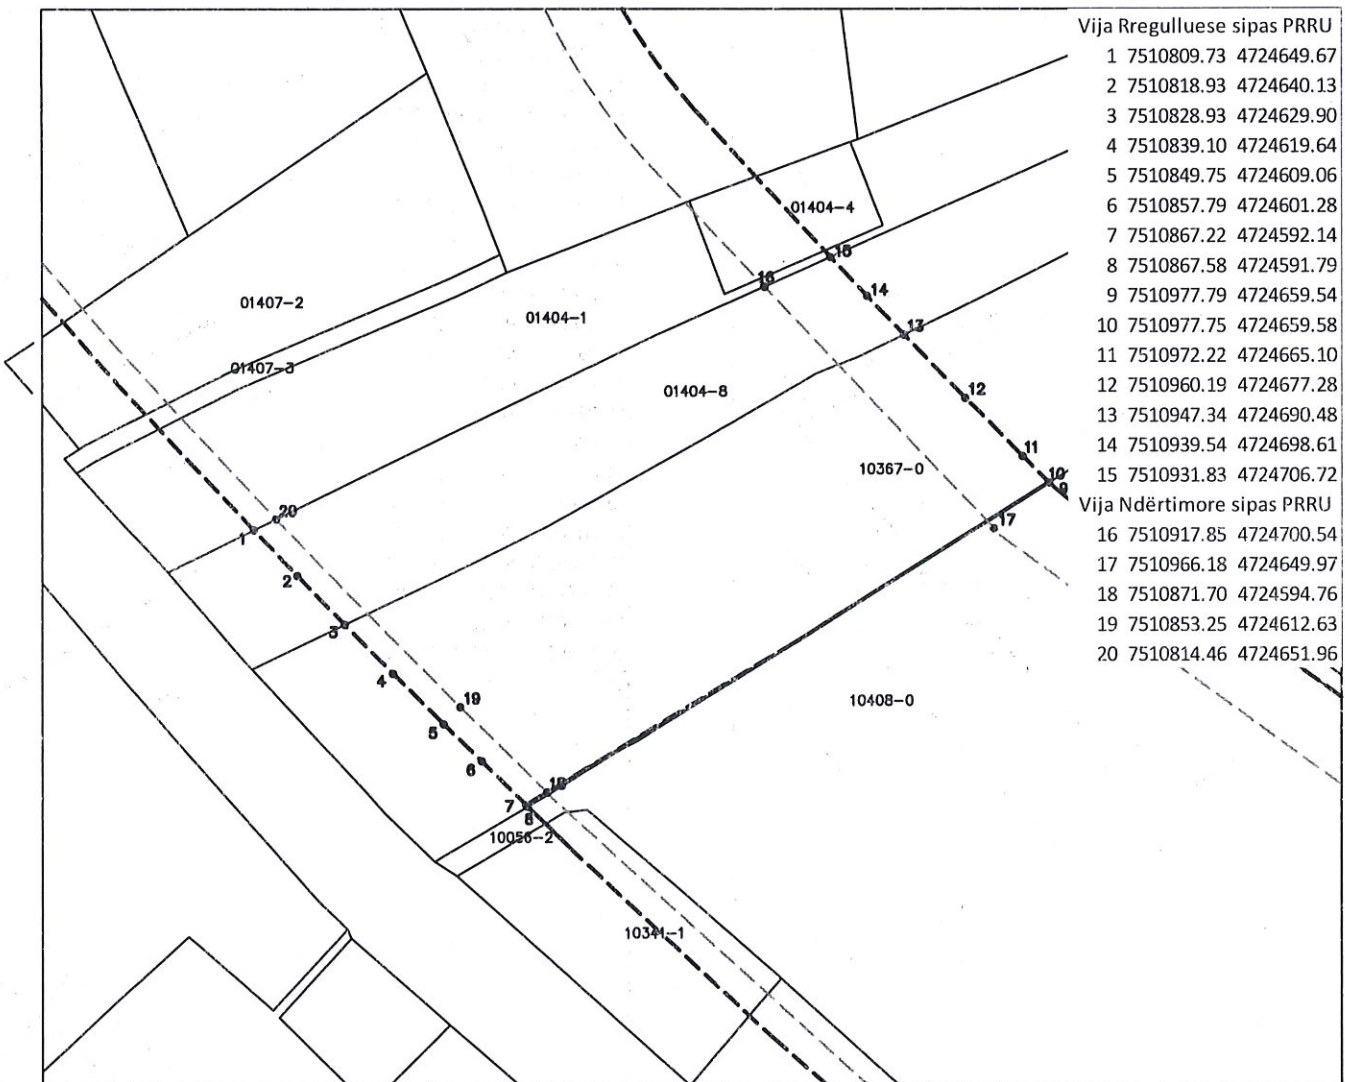 Vija Rregulluese sipas PRRU
1 7510809.73 4724649.67
2 7510818.93 4724640.13
3 7510828.93 4724629.90
4 7510839.10 4724619.64
5 7510849.75 4724609.06
6 7510857.79 4724601.28
7 7510867.22 4724592.14
8 7510867.58 4724591.79
9 7510977.79 4724659.54
10 7510977.75 4724659.58
11 7510972.22 4724665.10
12 7510960.19 4724677.28
13 7510947.34 4724690.48
14 7510939.54 4724698.61
15 7510931.83 4724706.72
Vija Ndërtimore sipas PRRU
16 7510917.85 4724700.54
17 7510966.18 4724649.97
18 7510871.70 4724594.76
19 7510853.25 4724612.63
20 7510814.46 4724651.96
01404-4
15
16
14
01407-2
01404-1
13
01407-3
01404-8
12
11
10367-0
10
9
20
17
1
2
3
4
19
10408-0
5
6
18
7
8
10056-2
10341-1